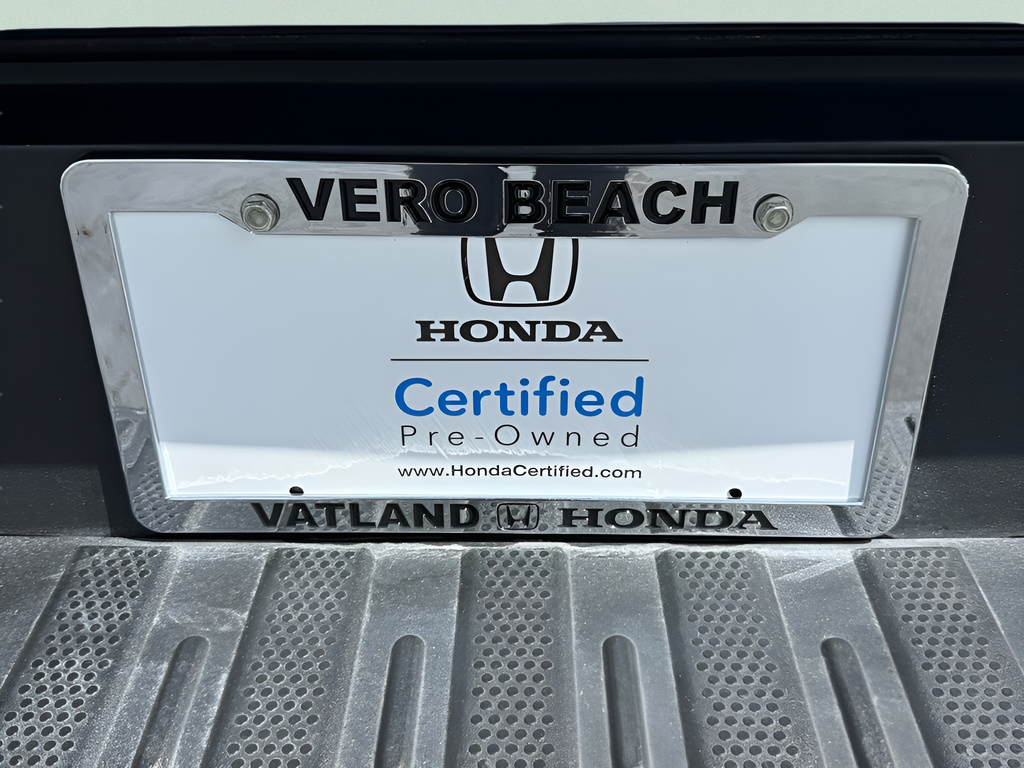 VERO BEACH
HONDA
Certified
Pre-Owned
www.HondaCertified.com
VATLAND HONDA